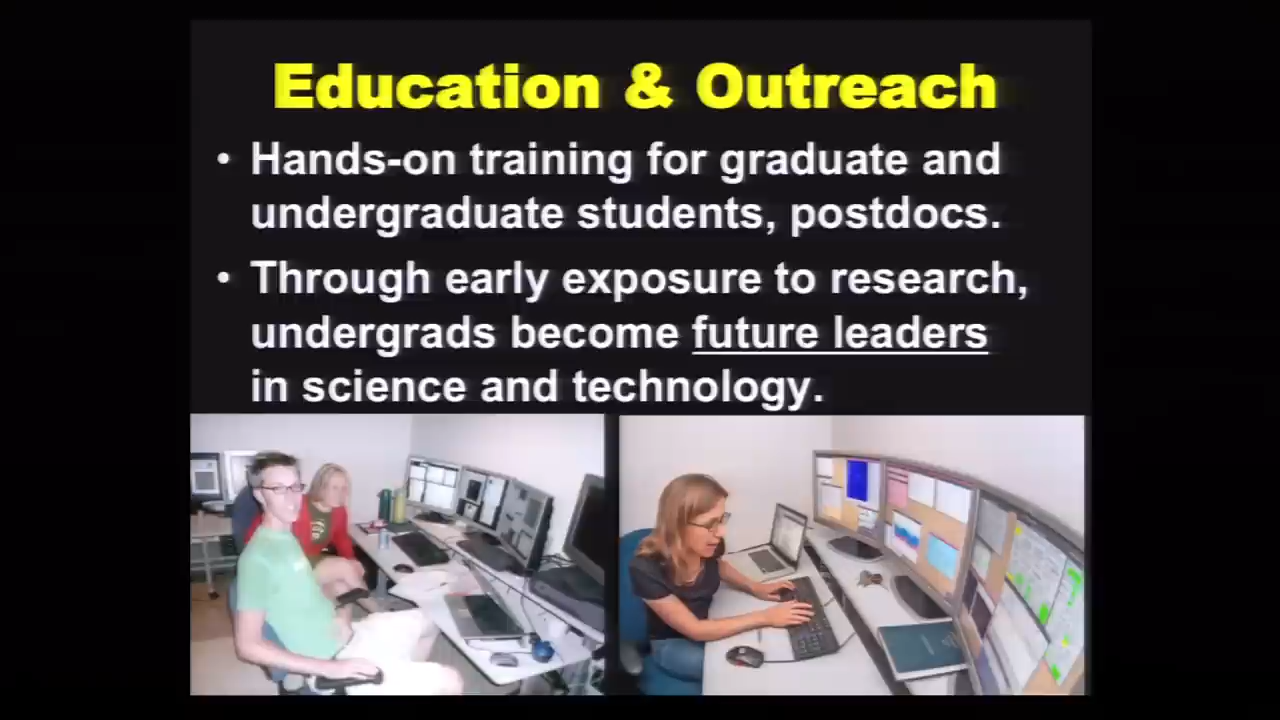 Education & Outreach
• Hands-on training for graduate and
undergraduate students, postdocs.
• Through early exposure to research,
undergrads become future leaders
in science and technology.